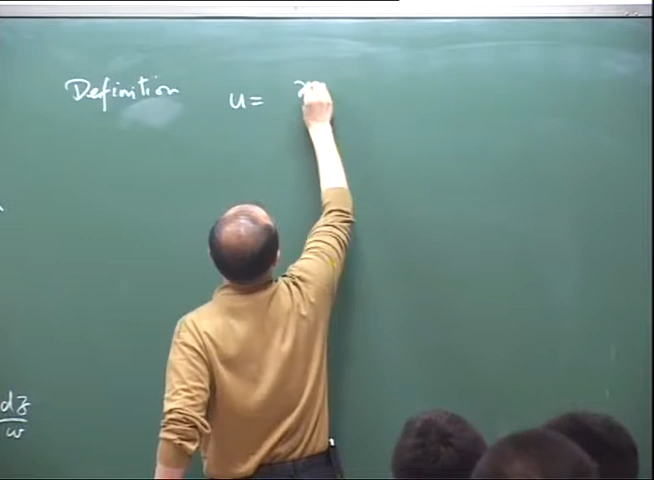 Definition u =
dz
w